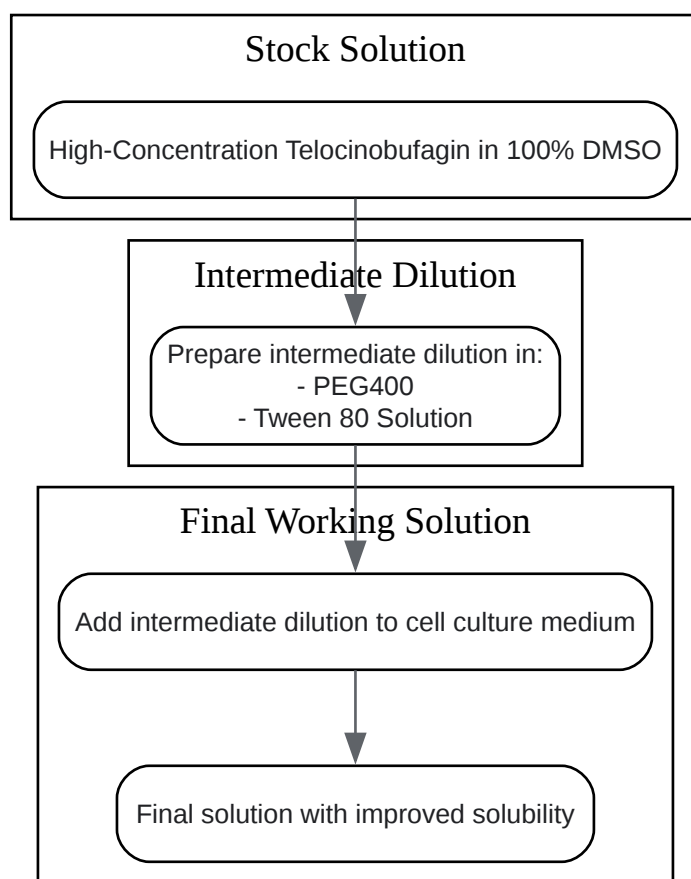 Stock Solution
High-Concentration Telocinobufagin in 100% DMSO
Intermediate Dilution
Prepare intermediate dilution in:
- PEG400
- Tween 80 Solution
Final Working Solution
Add intermediate dilution to cell culture medium
Final solution with improved solubility